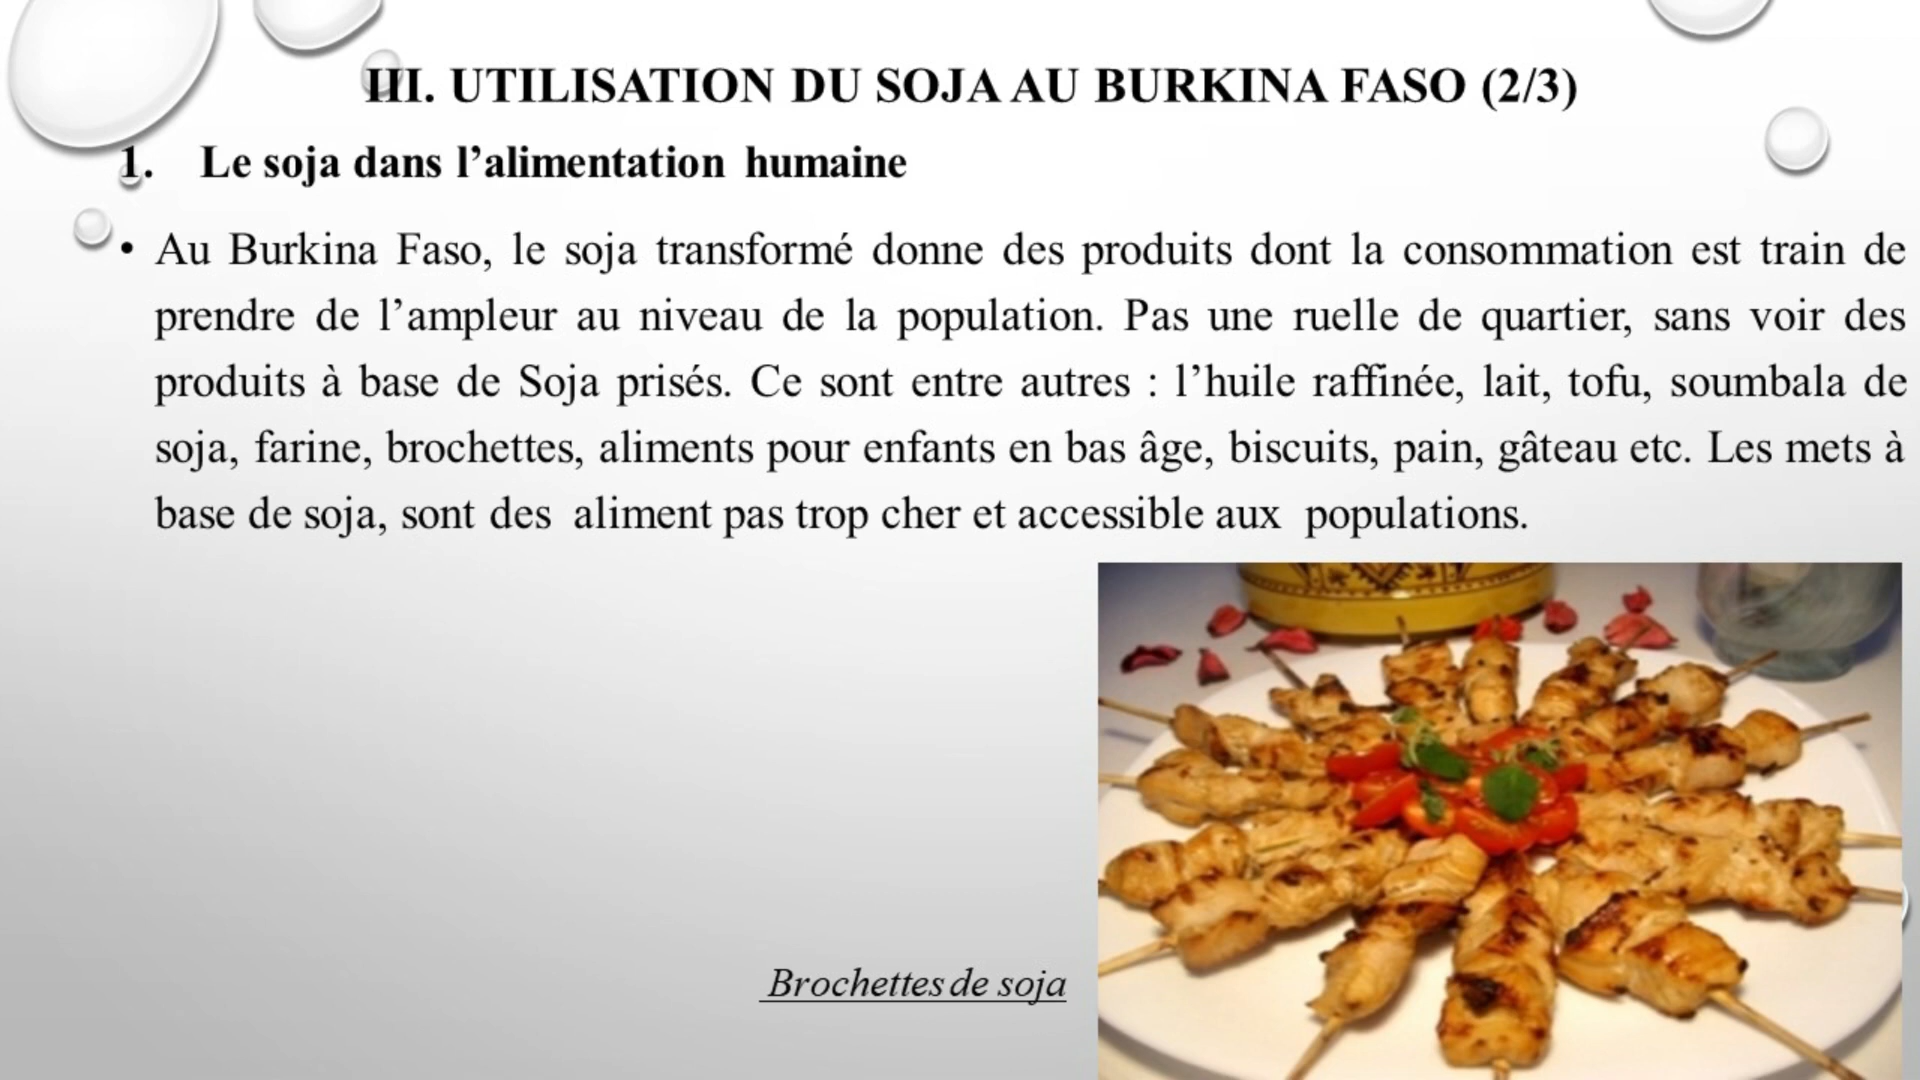 III. UTILISATION DU SOJA AU BURKINA FASO (2/3)
1. Le soja dans l’alimentation humaine
• Au Burkina Faso, le soja transformé donne des produits dont la consommation est train de
prendre de l’ampleur au niveau de la population. Pas une ruelle de quartier, sans voir des
produits à base de Soja prisés. Ce sont entre autres : l’huile raffinée, lait, tofu, soumbala de
soja, farine, brochettes, aliments pour enfants en bas âge, biscuits, pain, gâteau etc. Les mets à
base de soja, sont des aliment pas trop cher et accessible aux populations.
Brochettes de soja